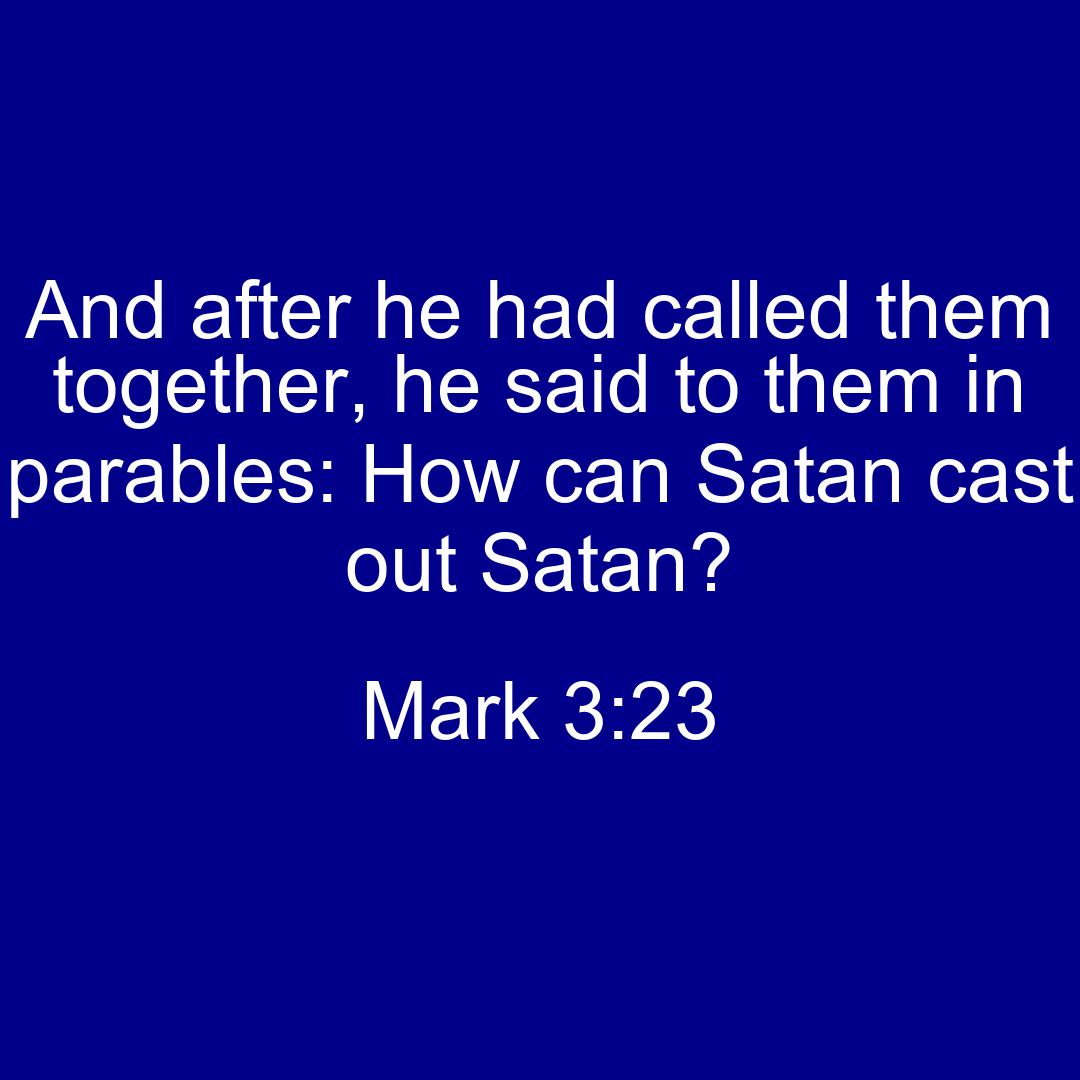 And after he had called them
together, he said to them in
parables: How can Satan cast
out Satan?
Mark 3:23